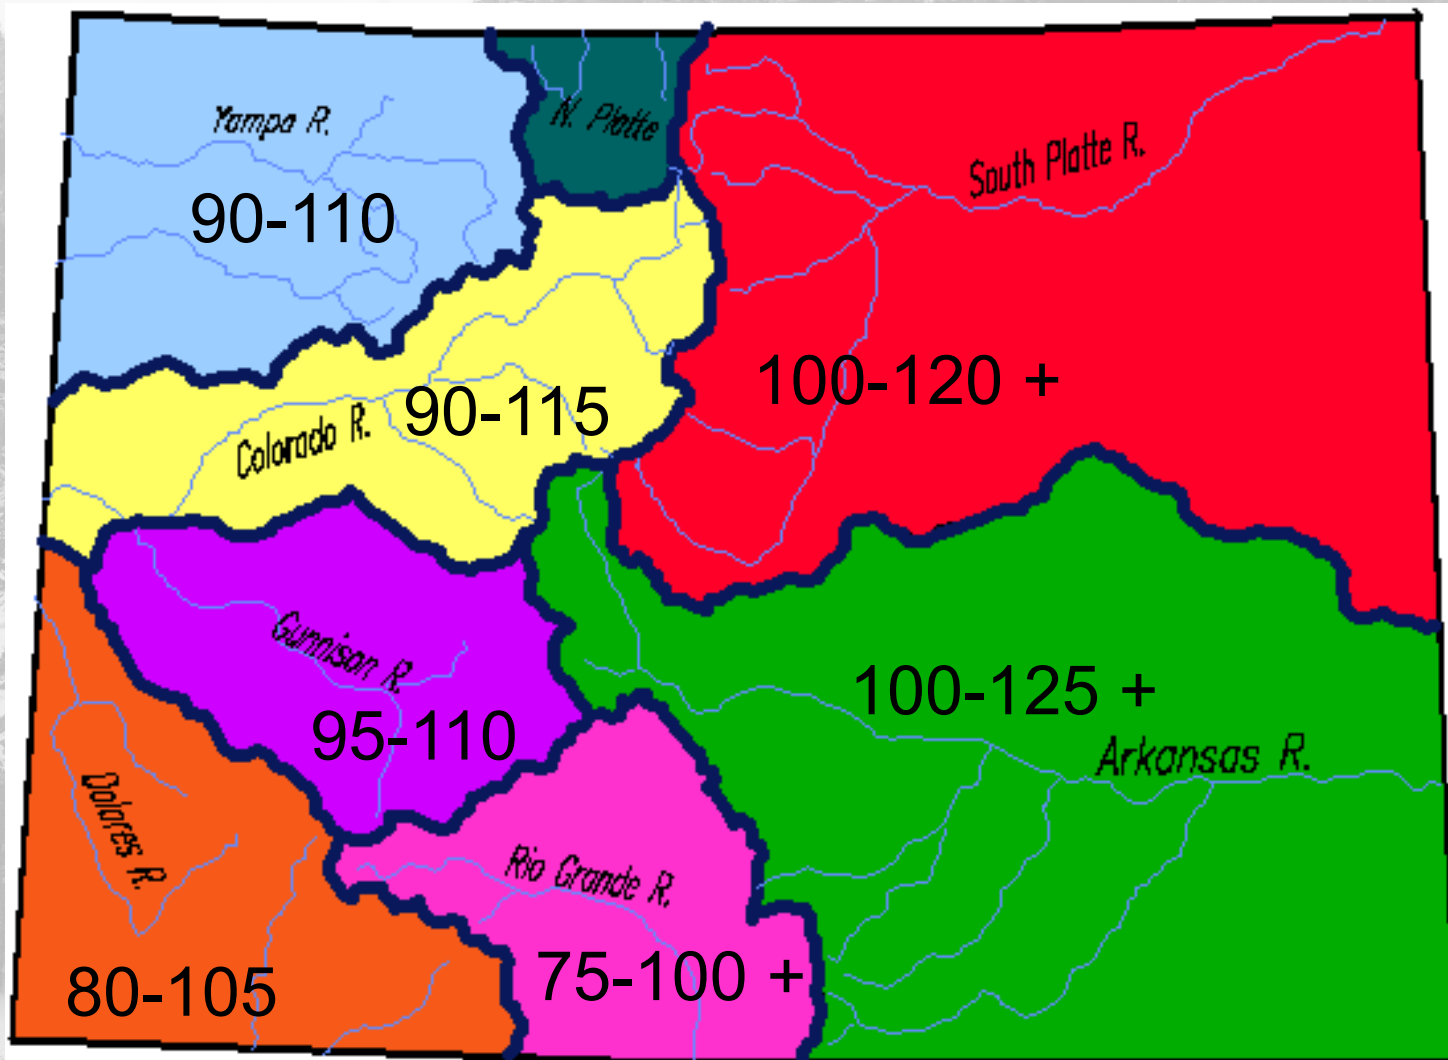 Yampa R.
N. Platte
South Platte R.
90-110
100-120 +
90-115
Colorado R.
Gunnison R.
95-110
100-125 +
Arkansas R.
Dolores R.
Rio Grande R.
75-100 +
80-105